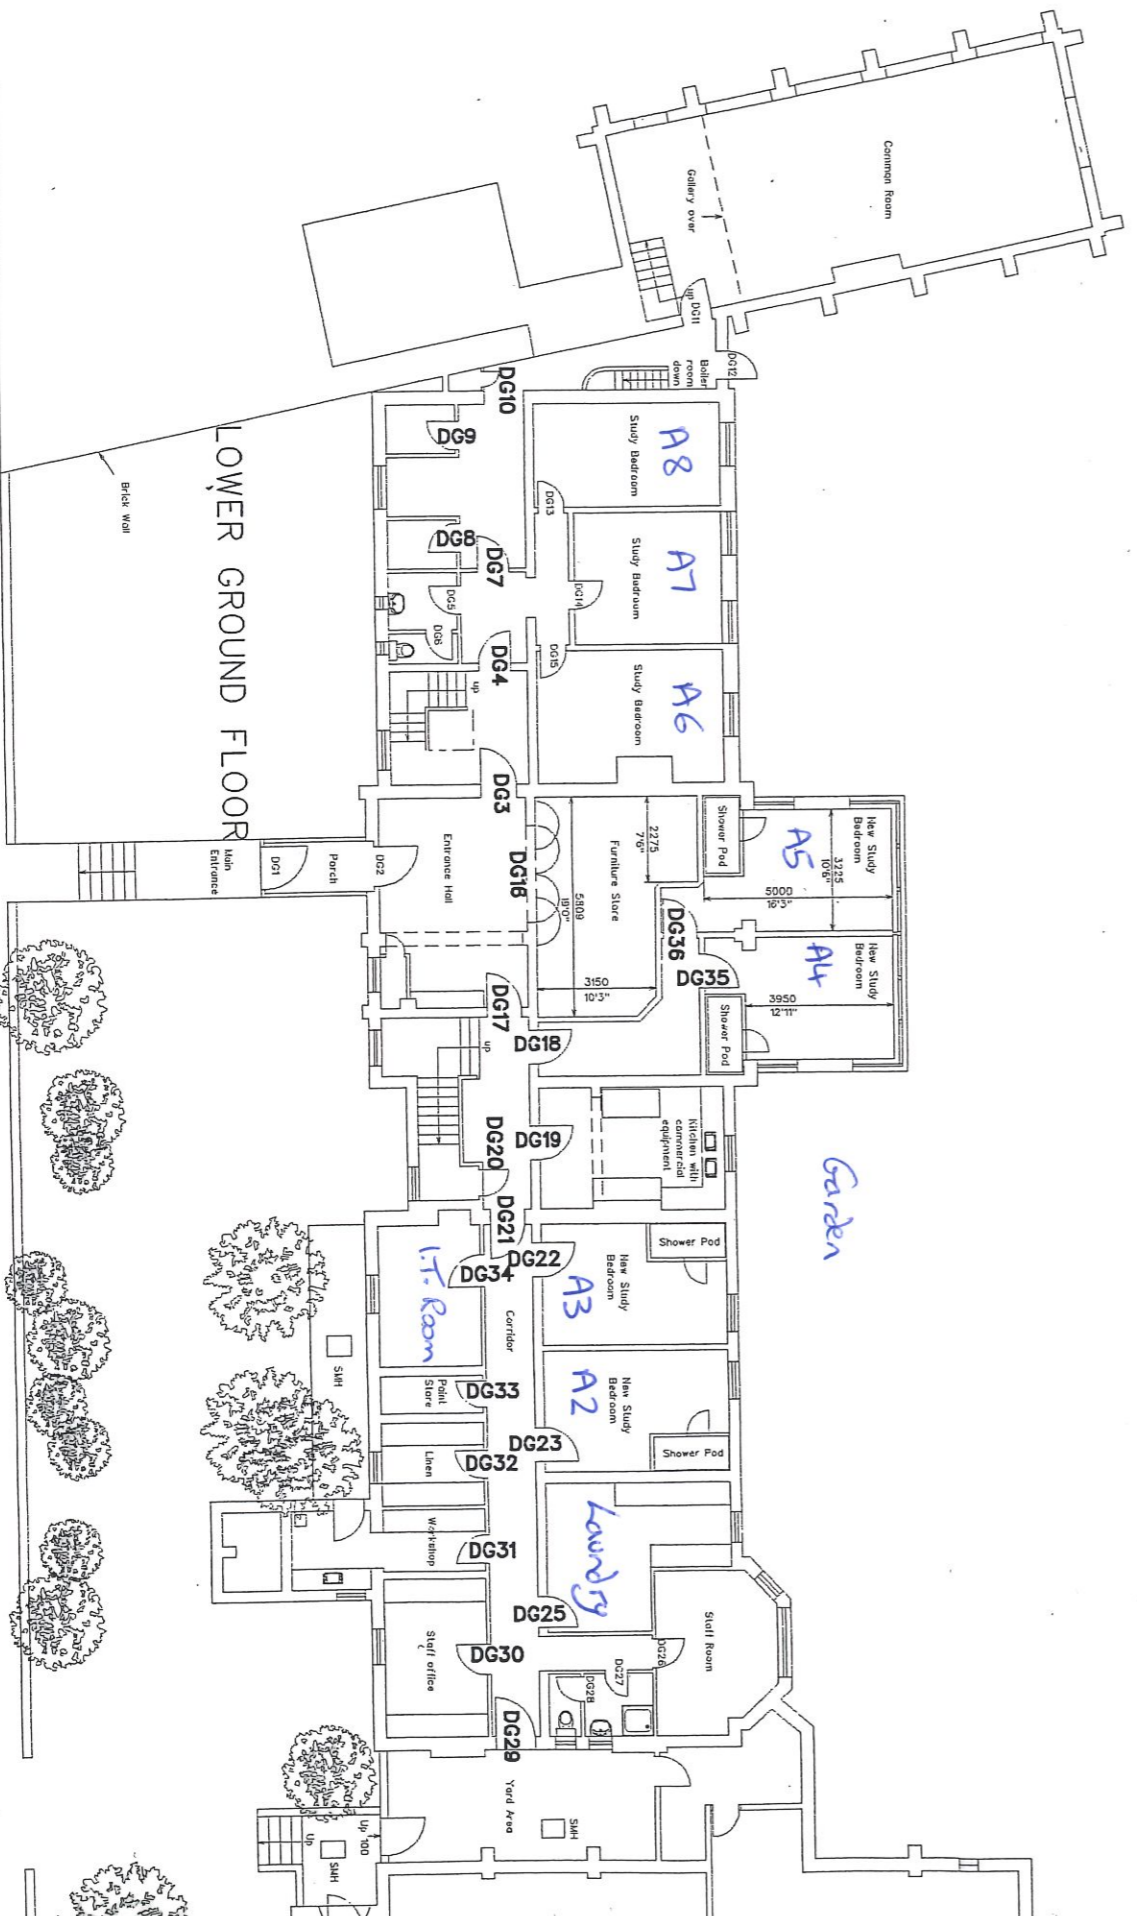 Common Room
Gallery over
up
DG11
DG12
Boiler
room
down
DG10
DG9
DG8
DG7
DG5
DG6
DG4
DG13
DG14
DG15
Study Bedroom
A8
Study Bedroom
A7
Study Bedroom
A6
up
DG3
LOWER GROUND FLOOR
Brick Wall
Main
Entrance
DG1
Porch
DG2
Entrance Hall
DG16
Furniture Store
2275
7'6"
5809
19'0"
3150
10'3"
Shower Pod
A5
New Study
Bedroom
3225
10'6"
5000
16'3"
DG36
DG35
A4
New Study
Bedroom
3950
12'11"
Shower Pod
DG17
DG18
up
DG19
DG20
Kitchen with
commercial
equipment
Garden
DG21
DG22
DG34
I.T. Room
Corridor
Shower Pod
New Study
Bedroom
A3
New Study
Bedroom
A2
Shower Pod
DG33
Paint
Store
DG23
DG32
Linen
SMH
Workshop
DG31
Laundry
DG25
DG30
Staff office
DG26
Staff Room
DG27
DG28
DG29
Yard Area
SMH
Up 100
Up
SMH